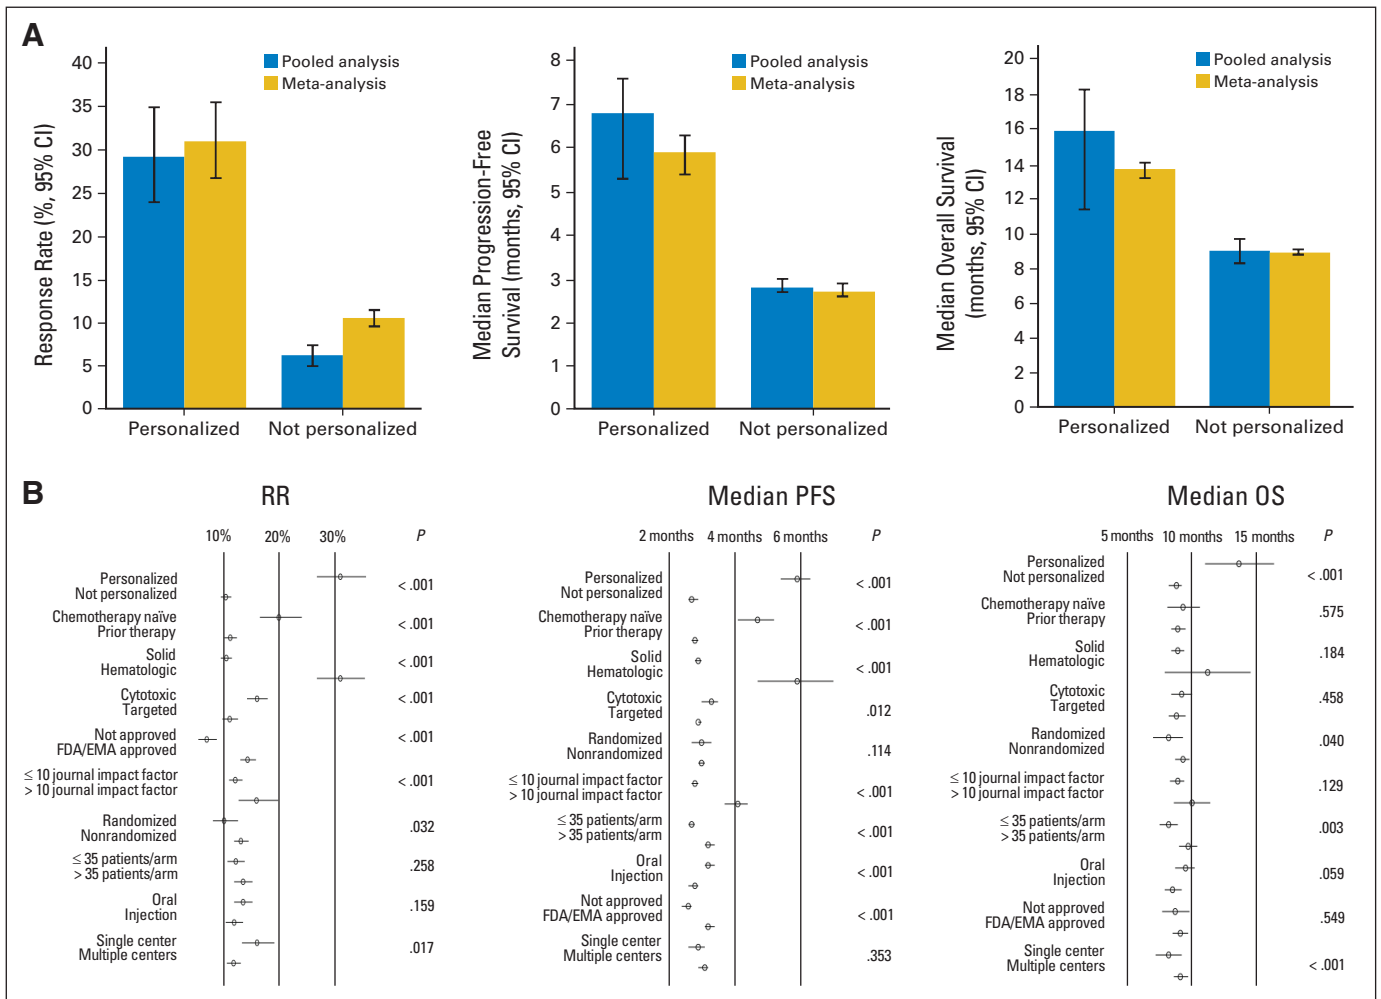 A
Response Rate (%, 95% CI)
40
35
30
25
20
15
10
5
0
Pooled analysis
Meta-analysis
Personalized
Not personalized
Median Progression-Free
Survival (months, 95% CI)
8
7
6
5
4
3
2
1
0
Pooled analysis
Meta-analysis
Personalized
Not personalized
Median Overall Survival
(months, 95% CI)
20
18
16
14
12
10
8
6
4
2
0
Pooled analysis
Meta-analysis
Personalized
Not personalized
B
RR
10% 20% 30% P
Personalized
Not personalized
< .001
Chemotherapy naïve
Prior therapy
< .001
Solid
Hematologic
< .001
Cytotoxic
Targeted
< .001
Not approved
FDA/EMA approved
< .001
≤ 10 journal impact factor
> 10 journal impact factor
< .001
Randomized
Nonrandomized
.032
≤ 35 patients/arm
> 35 patients/arm
.258
Oral
Injection
.159
Single center
Multiple centers
.017
Median PFS
2 months 4 months 6 months P
Personalized
Not personalized
< .001
Chemotherapy naïve
Prior therapy
< .001
Solid
Hematologic
< .001
Cytotoxic
Targeted
.012
Randomized
Nonrandomized
.114
≤ 10 journal impact factor
> 10 journal impact factor
< .001
≤ 35 patients/arm
> 35 patients/arm
< .001
Oral
Injection
< .001
Not approved
FDA/EMA approved
< .001
Single center
Multiple centers
.353
Median OS
5 months 10 months 15 months P
Personalized
Not personalized
< .001
Chemotherapy naïve
Prior therapy
.575
Solid
Hematologic
.184
Cytotoxic
Targeted
.458
Randomized
Nonrandomized
.040
≤ 10 journal impact factor
> 10 journal impact factor
.129
≤ 35 patients/arm
> 35 patients/arm
.003
Oral
Injection
.059
Not approved
FDA/EMA approved
.549
Single center
Multiple centers
< .001